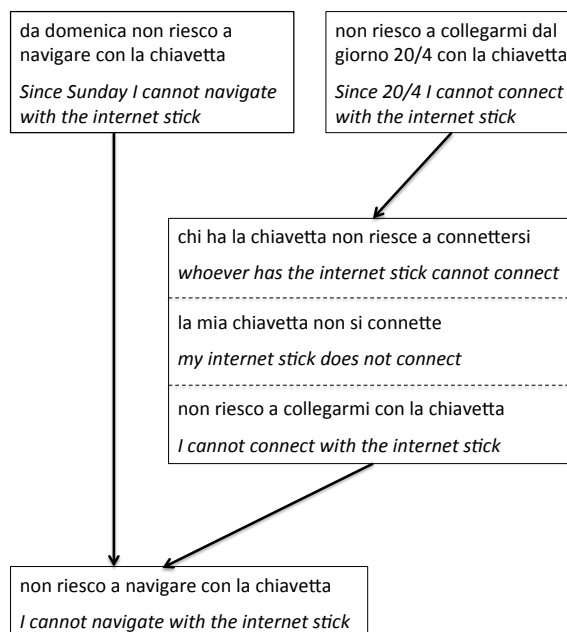 da domenica non riesco a
navigare con la chiavetta
Since Sunday I cannot navigate
with the internet stick
non riesco a collegarmi dal
giorno 20/4 con la chiavetta
Since 20/4 I cannot connect
with the internet stick
chi ha la chiavetta non riesce a connettersi
whoever has the internet stick cannot connect
la mia chiavetta non si connette
my internet stick does not connect
non riesco a collegarmi con la chiavetta
I cannot connect with the internet stick
non riesco a navigare con la chiavetta
I cannot navigate with the internet stick